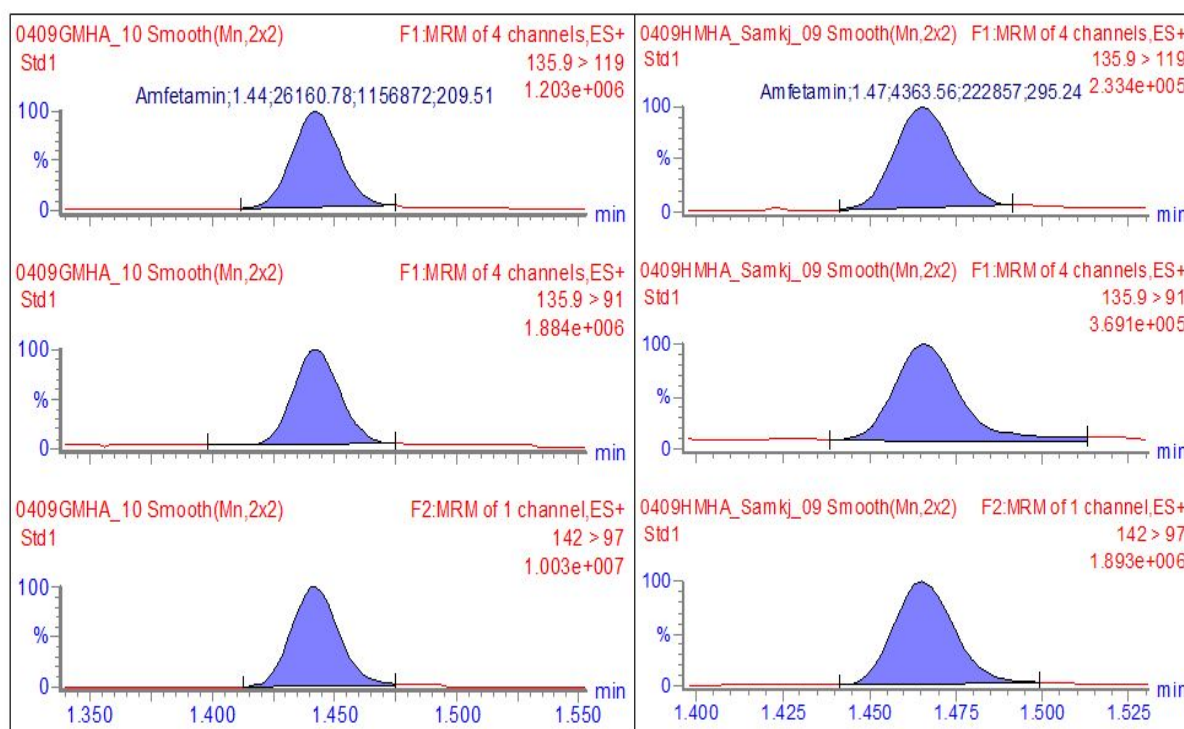 0409GMHA_10 Smooth(Mn,2x2) F1:MRM of 4 channels,ES+
Std1 135.9 > 119
1.203e+006
Amfetamin;1.44;26160.78;1156872;209.51
100
%
0
min
0409GMHA_10 Smooth(Mn,2x2) F1:MRM of 4 channels,ES+
Std1 135.9 > 91
1.884e+006
100
%
0
min
0409GMHA_10 Smooth(Mn,2x2) F2:MRM of 1 channel,ES+
Std1 142 > 97
1.003e+007
100
%
0
min
1.350 1.400 1.450 1.500 1.550
0409HMHA_Samkj_09 Smooth(Mn,2x2) F1:MRM of 4 channels,ES+
Std1 135.9 > 119
Amfetamin;1.47;4363.56;222857;295.24 2.334e+005
100
%
0
min
0409HMHA_Samkj_09 Smooth(Mn,2x2) F1:MRM of 4 channels,ES+
Std1 135.9 > 91
3.691e+005
100
%
0
min
0409HMHA_Samkj_09 Smooth(Mn,2x2) F2:MRM of 1 channel,ES+
Std1 142 > 97
1.893e+006
100
%
0
min
1.400 1.425 1.450 1.475 1.500 1.525